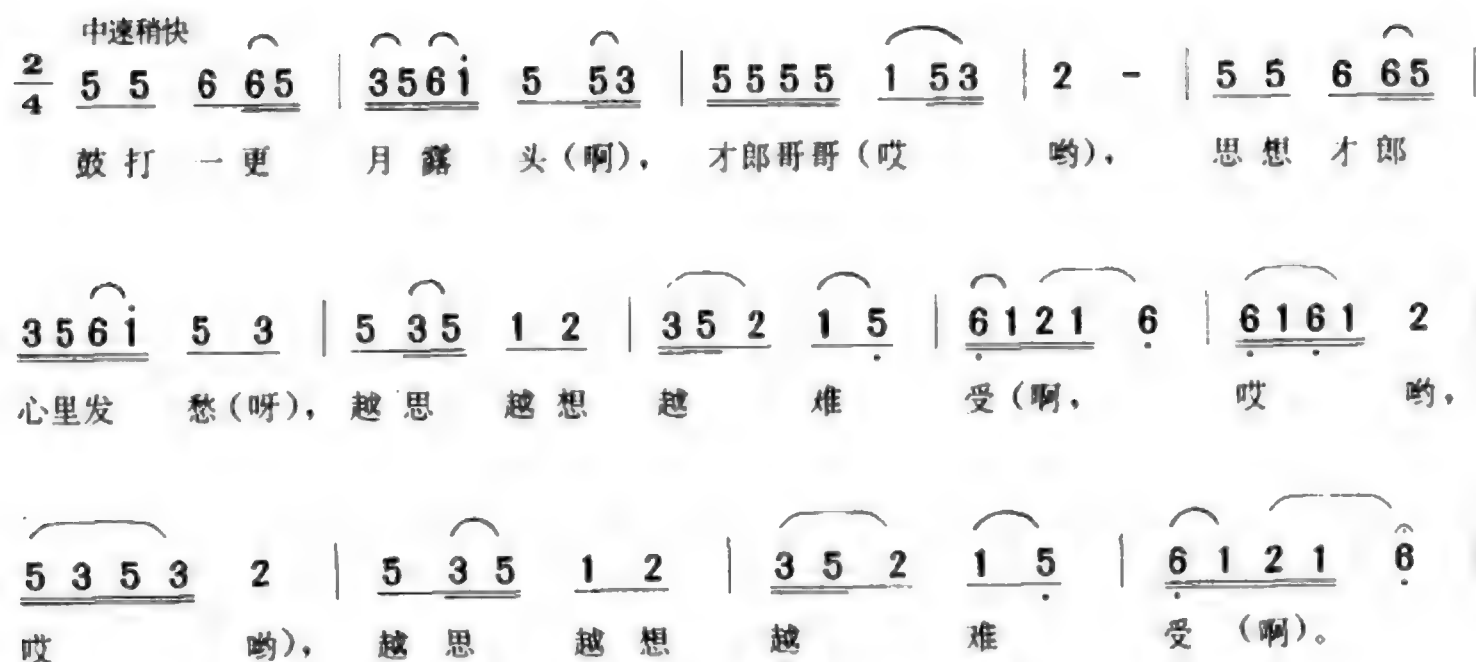 中速稍快
2/4 5 5 6 65 | 356i 5 53 | 5555 1 53 | 2 - | 5 5 6 65 |
鼓打 一更 月露 头(啊), 才郎哥哥(哎 哟), 思想 才郎
356i 5 3 | 5 35 1 2 | 35 2 1 5 | 6121 6 | 6161 2
心里发 愁(呀), 越思 越想 越 难 受(啊, 哎 哟,
5353 2 | 5 35 1 2 | 35 2 1 5 | 6121 6
哎 哟), 越思 越想 越 难 受(啊)。